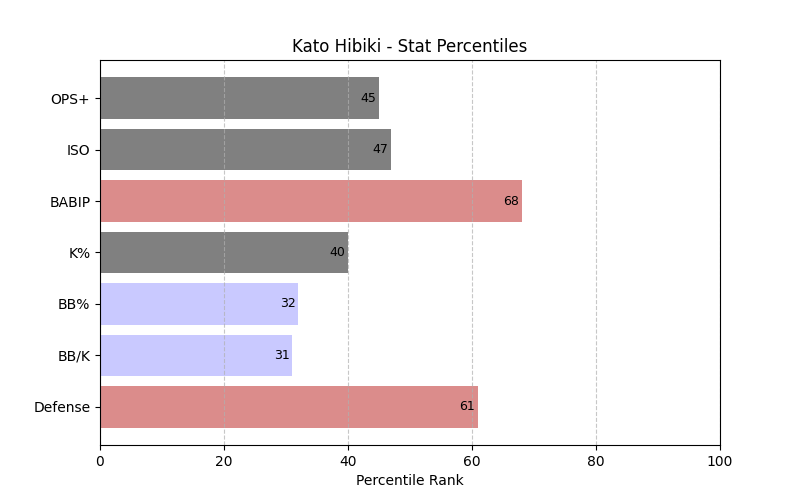 Kato Hibiki - Stat Percentiles
OPS+ 45
ISO 47
BABIP 68
K% 40
BB% 32
BB/K 31
Defense 61
0 20 40 60 80 100
Percentile Rank